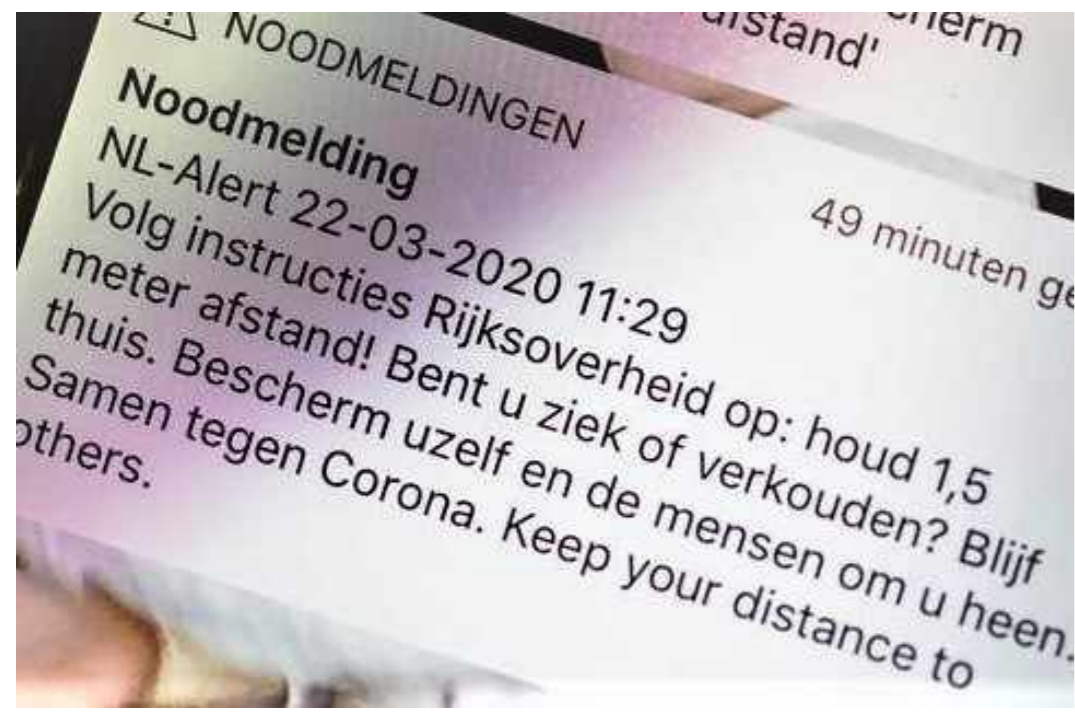 afstand'
NOODMELDINGEN
49 minuten
Noodmelding
NL-Alert 22-03-2020 11:29
Volg instructies Rijksoverheid op: houd 1,5
meter afstand! Bent u ziek of verkouden? Blijf
thuis. Bescherm uzelf en de mensen om u heen.
Samen tegen Corona. Keep your distance to
others.